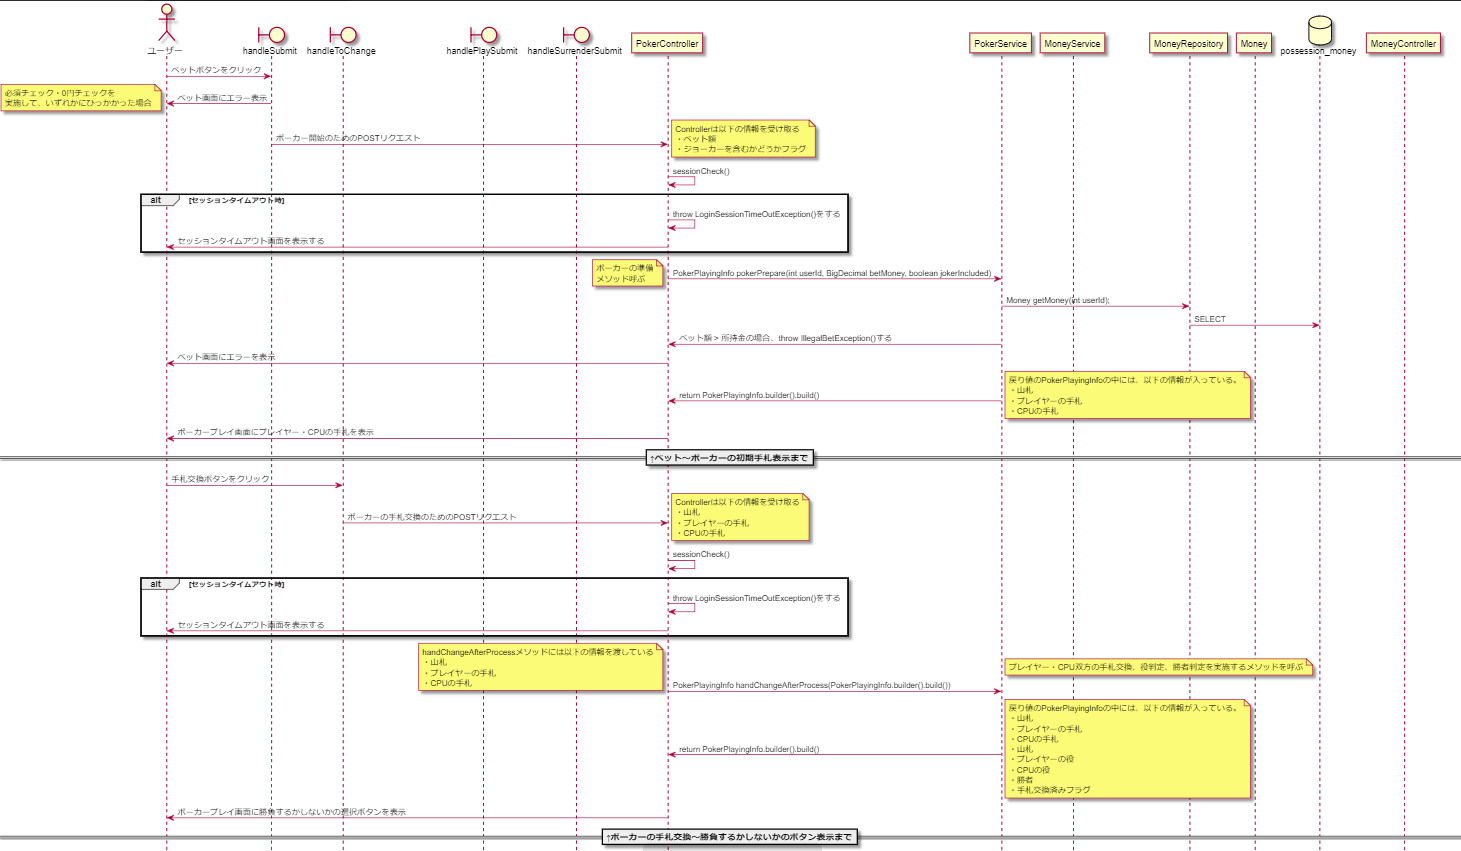 ユーザー
handleSubmit
handleToChange
handlePlaySubmit
handleSurrenderSubmit
PokerController
PokerService
MoneyService
MoneyRepository
Money
possession_money
MoneyController
ベットボタンをクリック
必須チェック・0円チェックを
実施して、いずれかにひっかかった場合
ベット画面にエラー表示
ポーカー開始のためのPOSTリクエスト
Controllerは以下の情報を受け取る
・ベット額
・ジョーカーを含むかどうかフラグ
sessionCheck()
alt
[セッションタイムアウト時]
throw LoginSessionTimeOutException()をする
セッションタイムアウト画面を表示する
ポーカーの準備
メソッド呼ぶ
PokerPlayingInfo pokerPrepare(int userId, BigDecimal betMoney, boolean jokerIncluded)
Money getMoney(int userId);
SELECT
ベット額 > 所持金の場合、throw IllegalBetException()する
ベット画面にエラーを表示
戻り値のPokerPlayingInfoの中には、以下の情報が入っている。
・山札
・プレイヤーの手札
・CPUの手札
return PokerPlayingInfo.builder().build()
ポーカープレイ画面にプレイヤー・CPUの手札を表示
↑ベット～ポーカーの初期手札表示まで
手札交換ボタンをクリック
Controllerは以下の情報を受け取る
・山札
・プレイヤーの手札
・CPUの手札
ポーカーの手札交換のためのPOSTリクエスト
sessionCheck()
alt
[セッションタイムアウト時]
throw LoginSessionTimeOutException()をする
セッションタイムアウト画面を表示する
handChangeAfterProcessメソッドには以下の情報を渡している
・山札
・プレイヤーの手札
・CPUの手札
プレイヤー・CPU双方の手札交換、役判定、勝者判定を実施するメソッドを呼ぶ
PokerPlayingInfo handChangeAfterProcess(PokerPlayingInfo.builder().build())
戻り値のPokerPlayingInfoの中には、以下の情報が入っている。
・山札
・プレイヤーの手札
・CPUの手札
・山札
・プレイヤーの役
・CPUの役
・勝者
・手札交換済みフラグ
return PokerPlayingInfo.builder().build()
ポーカープレイ画面に勝負するかしないかの選択ボタンを表示
↑ポーカーの手札交換～勝負するかしないかのボタン表示まで